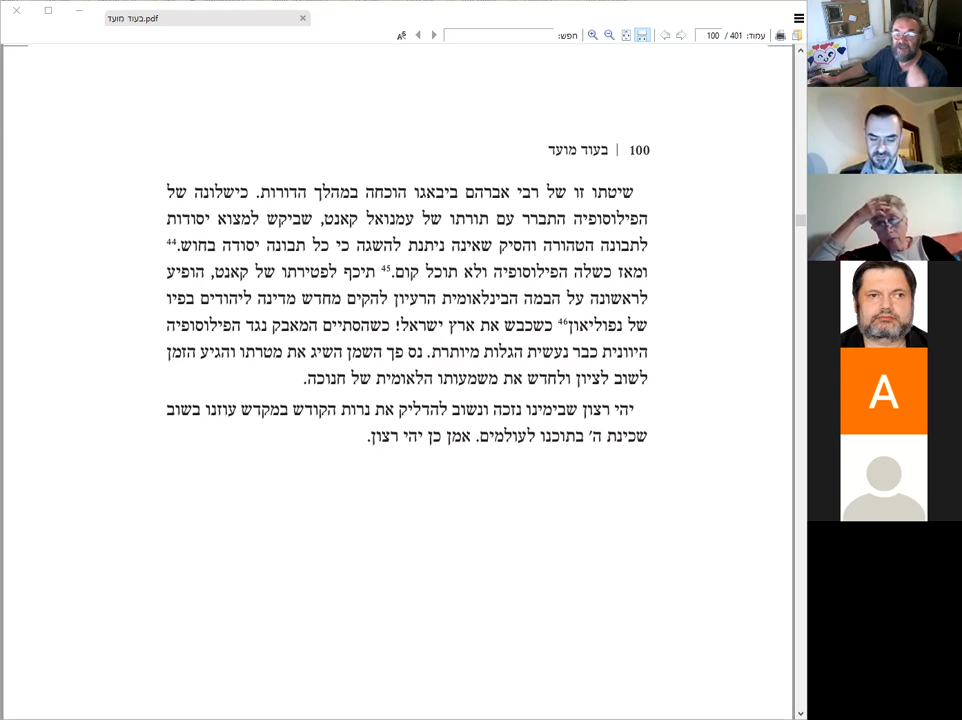 בעוד מועד.pdf
עמוד: 100 / 401
חפש:
100 | בעוד מועד
שיטתו זו של רבי אברהם ביבאגו הוכחה במהלך הדורות. כישלונה של
הפילוסופיה התברר עם תורתו של עמנואל קאנט, שביקש למצוא יסודות
לתבונה הטהורה והסיק שאינה ניתנת להשגה כי כל תבונה יסודה בחוש.44
ומאז כשלה הפילוסופיה ולא תוכל קום.45 תיכף לפטירתו של קאנט, הופיע
לראשונה על הבמה הבינלאומית הרעיון להקים מחדש מדינה ליהודים בפיו
של נפוליאון46 כשכבש את ארץ ישראל! כשהסתיים המאבק נגד הפילוסופיה
היוונית כבר נעשית הגלות מיותרת. נס פך השמן השיג את מטרתו והגיע הזמן
לשוב לציון ולחדש את משמעותו הלאומית של חנוכה.
יהי רצון שבימינו נזכה ונשוב להדליק את נרות הקודש במקדש עוזנו בשוב
שכינת ה' בתוכנו לעולמים. אמן כן יהי רצון.
A